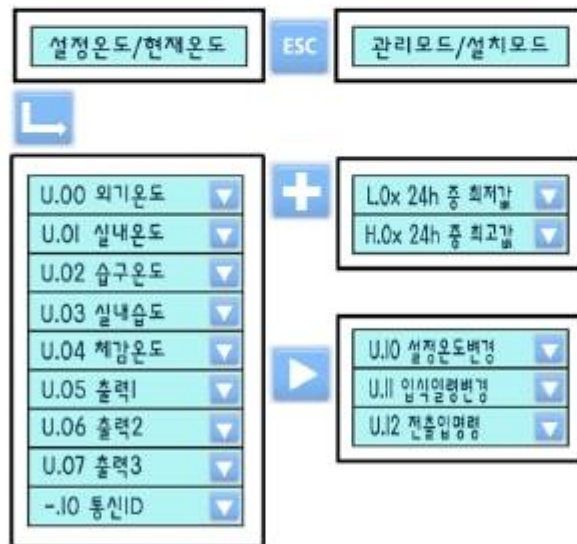 설정온도/현재온도
ESC
관리모드/설치모드
U.00 외기온도
U.01 실내온도
U.02 습구온도
U.03 실내습도
U.04 체감온도
U.05 출력1
U.06 출력2
U.07 출력3
-.10 통신ID
L.0x 24h 중 최저값
H.0x 24h 중 최고값
U.10 설정온도변경
U.11 입식일령변경
U.12 전출입명령